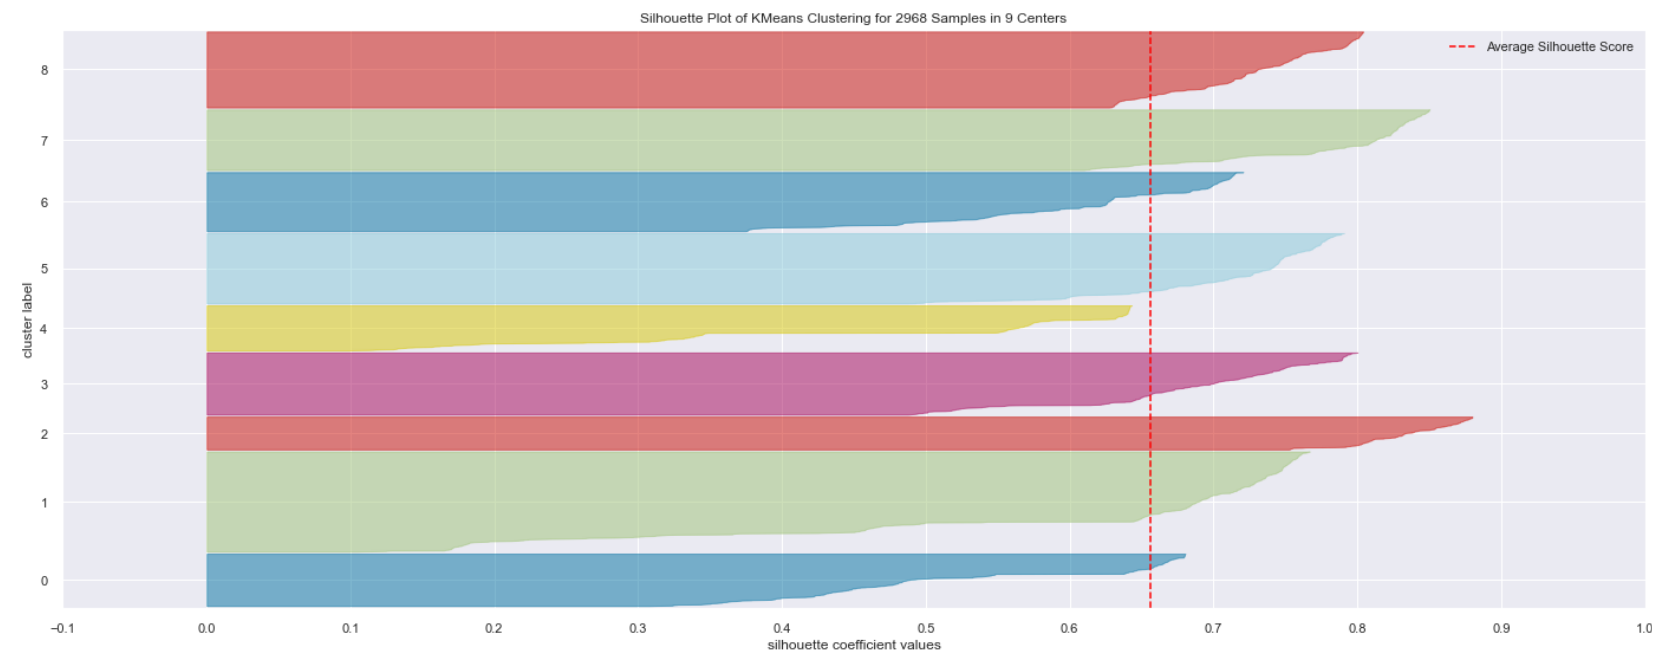 Silhouette Plot of KMeans Clustering for 2968 Samples in 9 Centers
Average Silhouette Score
8
7
6
5
4
3
2
1
0
cluster label
−0.1 0.0 0.1 0.2 0.3 0.4 0.5 0.6 0.7 0.8 0.9 1.0
silhouette coefficient values